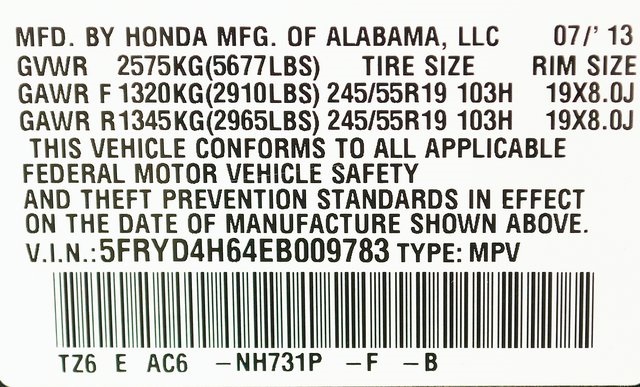 MFD. BY HONDA MFG. OF ALABAMA, LLC 07/' 13
GVWR 2575KG(5677LBS) TIRE SIZE RIM SIZE
GAWR F 1320KG(2910LBS) 245/55R19 103H 19X8.0J
GAWR R1345KG(2965LBS) 245/55R19 103H 19X8.0J
THIS VEHICLE CONFORMS TO ALL APPLICABLE
FEDERAL MOTOR VEHICLE SAFETY
AND THEFT PREVENTION STANDARDS IN EFFECT
ON THE DATE OF MANUFACTURE SHOWN ABOVE.
V.I.N.:5FRYD4H64EB009783 TYPE: MPV
TZ6 E AC6 -NH731P -F -B